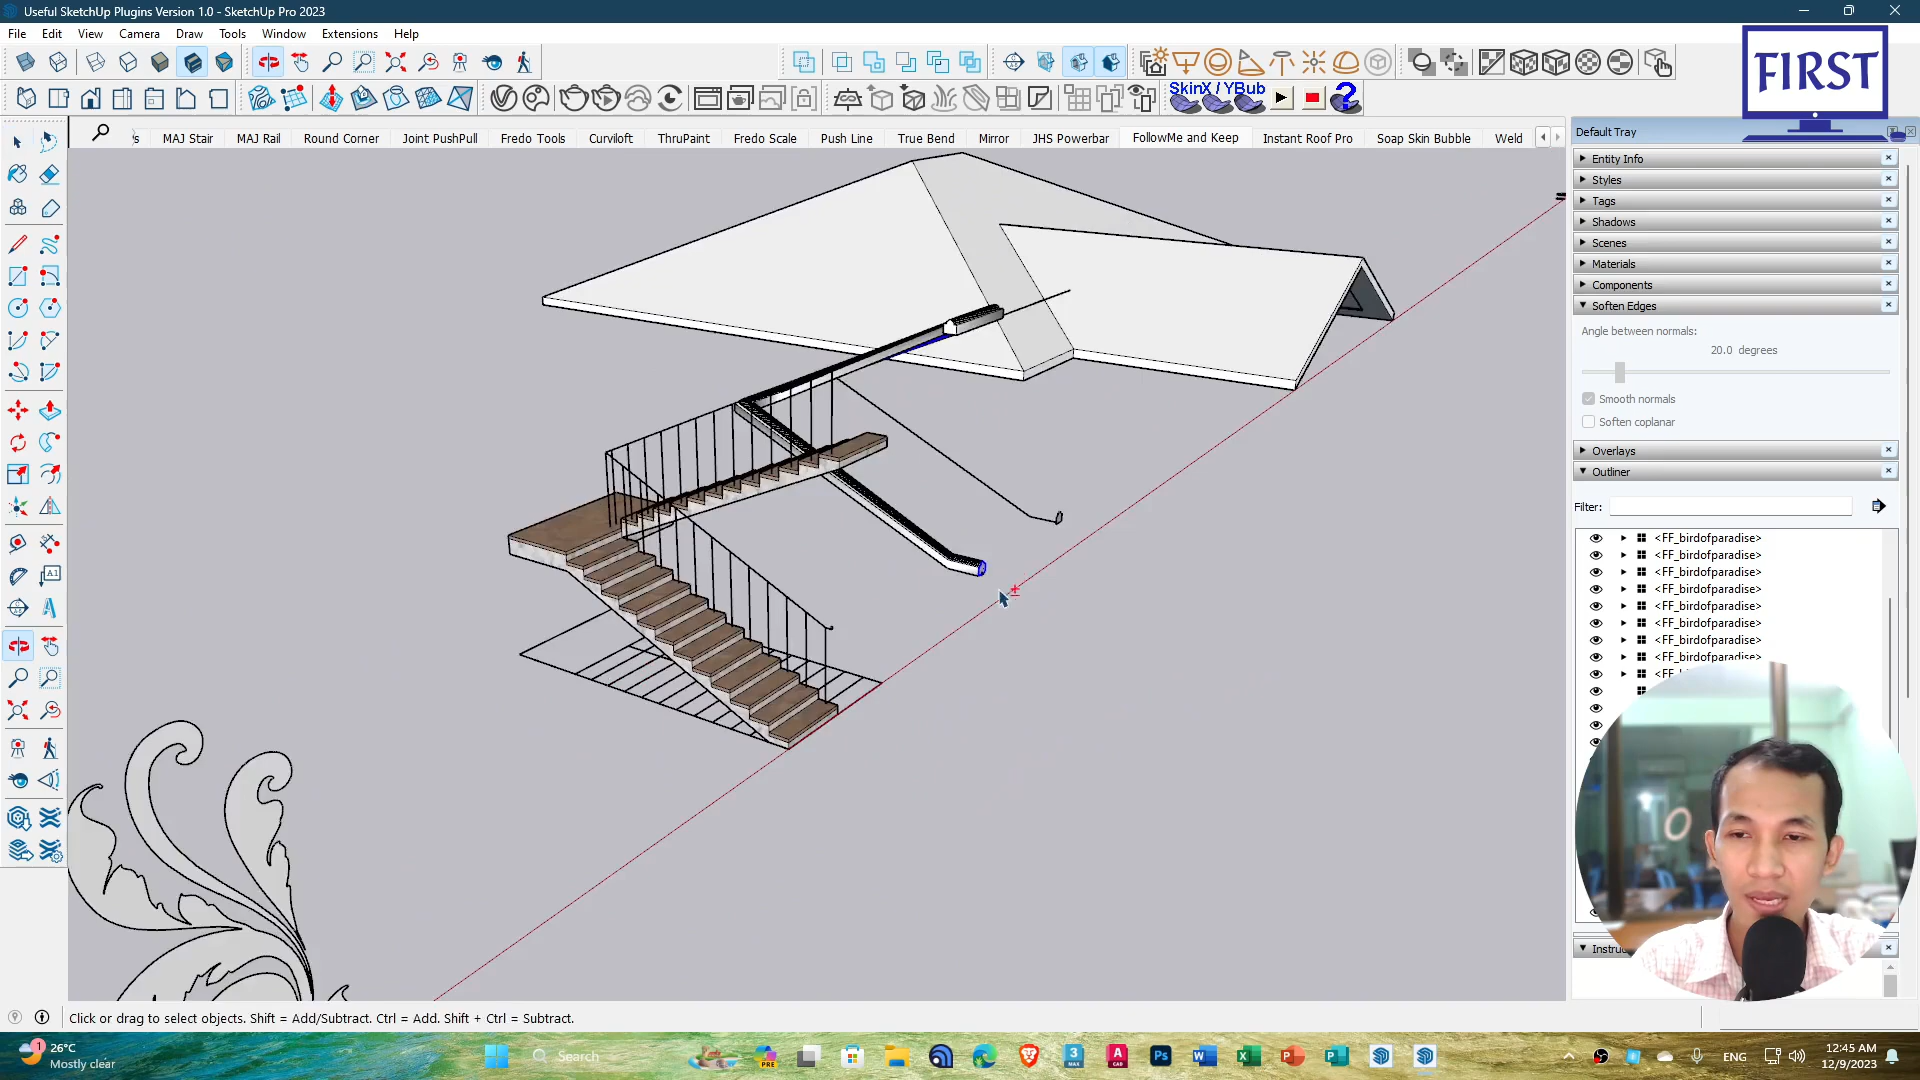 Useful SketchUp Plugins Version 1.0 - SketchUp Pro 2023
File Edit View Camera Draw Tools Window Extensions Help
FIRST
SkinX / YBub
?
s MAJ Stair MAJ Rail Round Corner Joint PushPull Fredo Tools Curviloft ThruPaint Fredo Scale Push Line True Bend Mirror JHS Powerbar FollowMe and Keep Instant Roof Pro Soap Skin Bubble Weld
Default Tray
Entity Info
Styles
Tags
Shadows
Scenes
Materials
Components
Soften Edges
Angle between normals:
20.0 degrees
Smooth normals
Soften coplanar
Overlays
Outliner
Filter:
<FF_birdofparadise>
<FF_birdofparadise>
<FF_birdofparadise>
<FF_birdofparadise>
<FF_birdofparadise>
<FF_birdofparadise>
<FF_birdofparadise>
<FF_birdofparadise>
Click or drag to select objects. Shift = Add/Subtract. Ctrl = Add. Shift + Ctrl = Subtract.
1
26°C
Mostly clear
Search
PRE
ENG
12:45 AM
12/9/2023